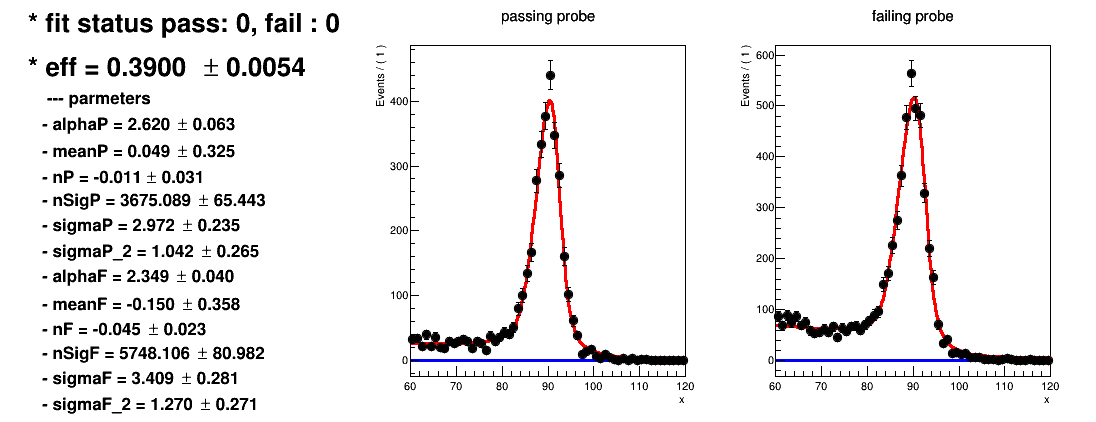 * fit status pass: 0, fail : 0
* eff = 0.3900 ± 0.0054
--- parmeters
- alphaP = 2.620 ± 0.063
- meanP = 0.049 ± 0.325
- nP = -0.011 ± 0.031
- nSigP = 3675.089 ± 65.443
- sigmaP = 2.972 ± 0.235
- sigmaP_2 = 1.042 ± 0.265
- alphaF = 2.349 ± 0.040
- meanF = -0.150 ± 0.358
- nF = -0.045 ± 0.023
- nSigF = 5748.106 ± 80.982
- sigmaF = 3.409 ± 0.281
- sigmaF_2 = 1.270 ± 0.271
passing probe
Events / ( 1 )
400
300
200
100
0
60 70 80 90 100 110 120
x
failing probe
Events / ( 1 )
600
500
400
300
200
100
0
60 70 80 90 100 110 120
x